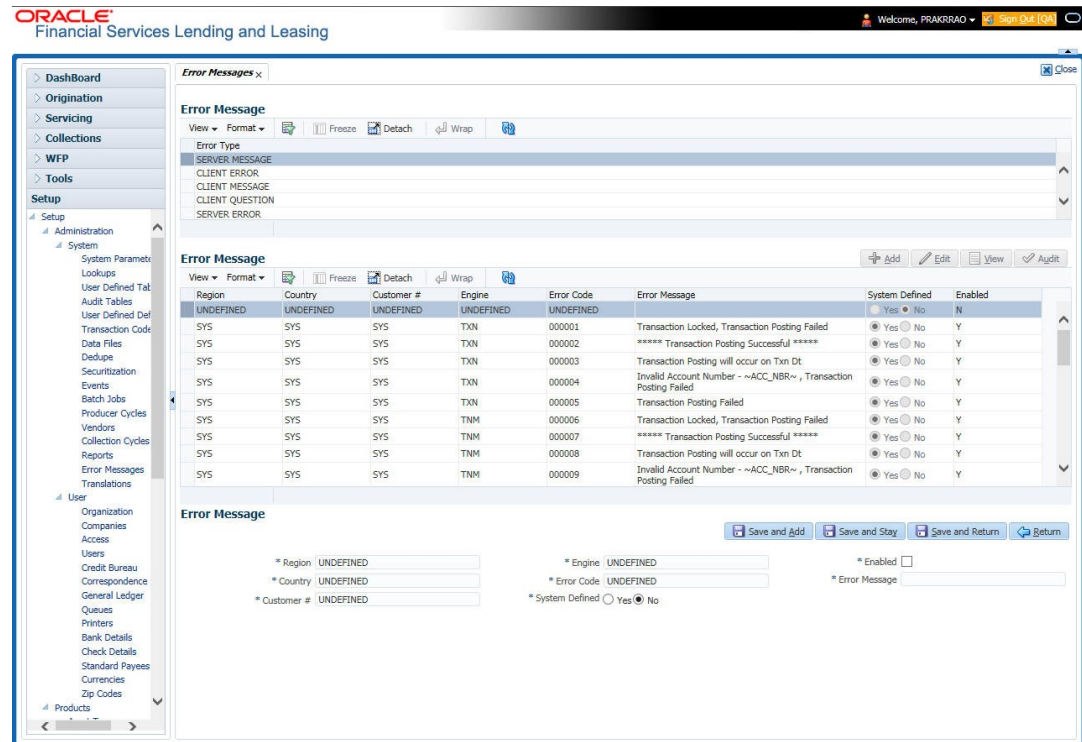 ORACLE
Financial Services Lending and Leasing
Welcome, PRAKRRAO
Sign Out [QA]
DashBoard
Origination
Servicing
Collections
WFP
Tools
Setup
Setup
Administration
System
System Paramete
Lookups
User Defined Tab
Audit Tables
User Defined Def
Transaction Code
Data Files
Dedupe
Securitization
Events
Batch Jobs
Producer Cycles
Vendors
Collection Cycles
Reports
Error Messages
Translations
User
Organization
Companies
Access
Users
Credit Bureau
Correspondence
General Ledger
Queues
Printers
Bank Details
Check Details
Standard Payees
Currencies
Zip Codes
Products
Error Messages x
Close
Error Message
View Format Freeze Detach Wrap
Error Type
SERVER MESSAGE
CLIENT ERROR
CLIENT MESSAGE
CLIENT QUESTION
SERVER ERROR
Error Message
Add Edit View Audit
View Format Freeze Detach Wrap
Region Country Customer # Engine Error Code Error Message System Defined Enabled
UNDEFINED UNDEFINED UNDEFINED UNDEFINED UNDEFINED Yes No N
SYS SYS SYS TXN 000001 Transaction Locked, Transaction Posting Failed Yes No Y
SYS SYS SYS TXN 000002 ***** Transaction Posting Successful ***** Yes No Y
SYS SYS SYS TXN 000003 Transaction Posting will occur on Txn Dt Yes No Y
SYS SYS SYS TXN 000004 Invalid Account Number - ~ACC_NBR~ , Transaction Posting Failed Yes No Y
SYS SYS SYS TXN 000005 Transaction Posting Failed Yes No Y
SYS SYS SYS TNM 000006 Transaction Locked, Transaction Posting Failed Yes No Y
SYS SYS SYS TNM 000007 ***** Transaction Posting Successful ***** Yes No Y
SYS SYS SYS TNM 000008 Transaction Posting will occur on Txn Dt Yes No Y
SYS SYS SYS TNM 000009 Invalid Account Number - ~ACC_NBR~ , Transaction Posting Failed Yes No Y
Error Message
Save and Add Save and Stay Save and Return Return
* Region UNDEFINED * Engine UNDEFINED * Enabled
* Country UNDEFINED * Error Code UNDEFINED * Error Message
* Customer # UNDEFINED * System Defined Yes No